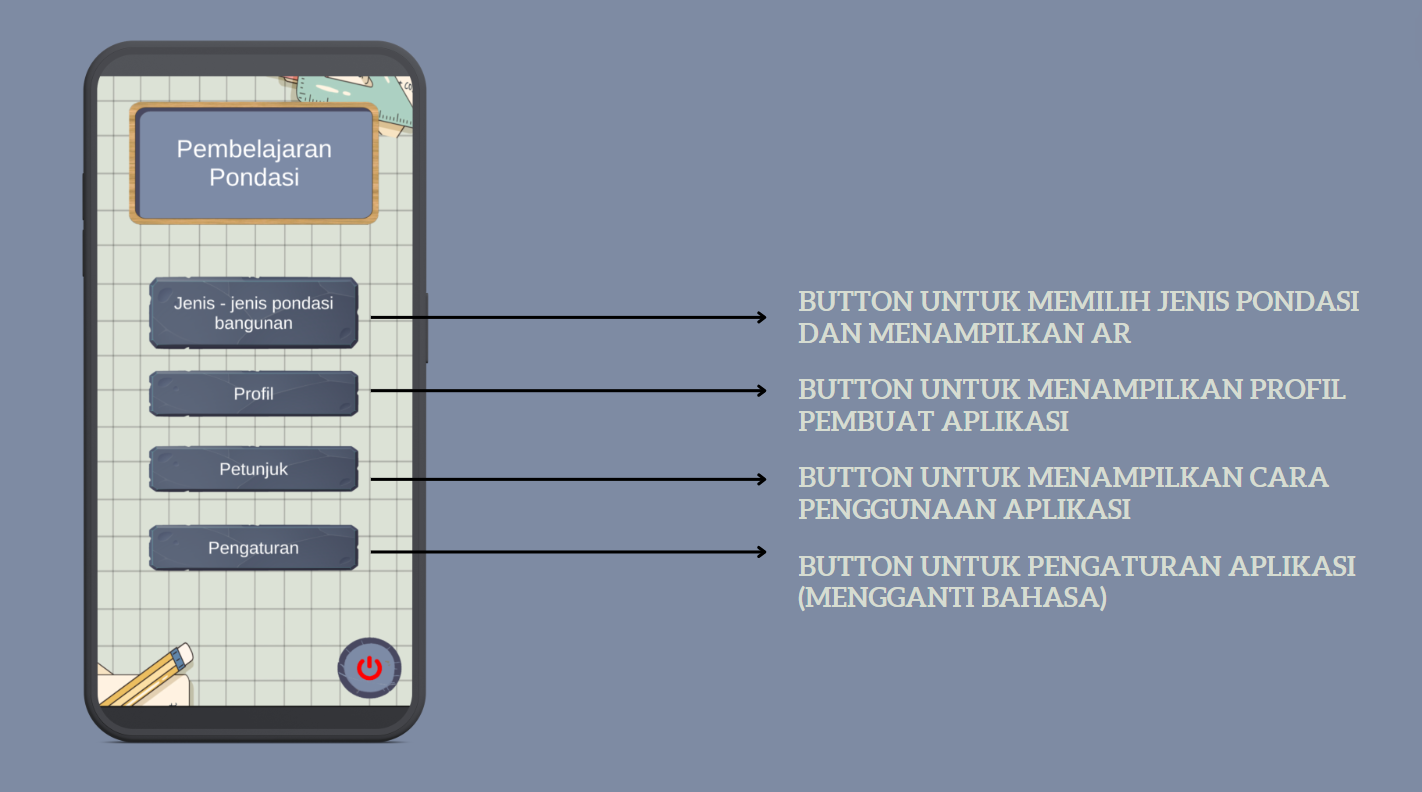 Pembelajaran
Pondasi
Jenis - jenis pondasi
bangunan
Profil
Petunjuk
Pengaturan
BUTTON UNTUK MEMILIH JENIS PONDASI
DAN MENAMPILKAN AR
BUTTON UNTUK MENAMPILKAN PROFIL
PEMBUAT APLIKASI
BUTTON UNTUK MENAMPILKAN CARA
PENGGUNAAN APLIKASI
BUTTON UNTUK PENGATURAN APLIKASI
(MENGGANTI BAHASA)